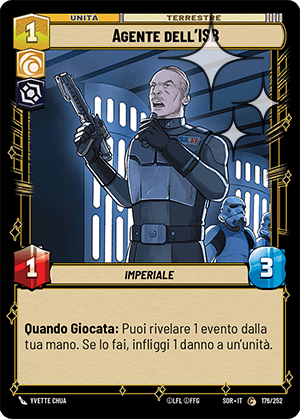 UNITÀ
TERRESTRE
1
AGENTE DELL'ISB
1
IMPERIALE
3
Quando Giocata: Puoi rivelare 1 evento dalla
tua mano. Se lo fai, infliggi 1 danno a un'unità.
YVETTE CHUA
©LFL ©FFG
SOR•IT C 176/252